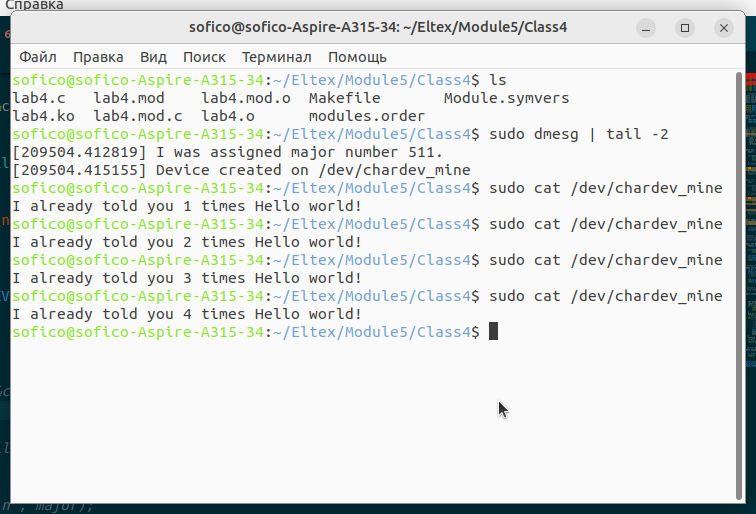 Справка
sofico@sofico-Aspire-A315-34: ~/Eltex/Module5/Class4
Файл Правка Вид Поиск Терминал Помощь
sofico@sofico-Aspire-A315-34:~/Eltex/Module5/Class4$ ls
lab4.c lab4.mod lab4.mod.o Makefile Module.symvers
lab4.ko lab4.mod.c lab4.o modules.order
sofico@sofico-Aspire-A315-34:~/Eltex/Module5/Class4$ sudo dmesg | tail -2
[209504.412819] I was assigned major number 511.
[209504.415155] Device created on /dev/chardev_mine
sofico@sofico-Aspire-A315-34:~/Eltex/Module5/Class4$ sudo cat /dev/chardev_mine
I already told you 1 times Hello world!
sofico@sofico-Aspire-A315-34:~/Eltex/Module5/Class4$ sudo cat /dev/chardev_mine
I already told you 2 times Hello world!
sofico@sofico-Aspire-A315-34:~/Eltex/Module5/Class4$ sudo cat /dev/chardev_mine
I already told you 3 times Hello world!
sofico@sofico-Aspire-A315-34:~/Eltex/Module5/Class4$ sudo cat /dev/chardev_mine
I already told you 4 times Hello world!
sofico@sofico-Aspire-A315-34:~/Eltex/Module5/Class4$
n", major);